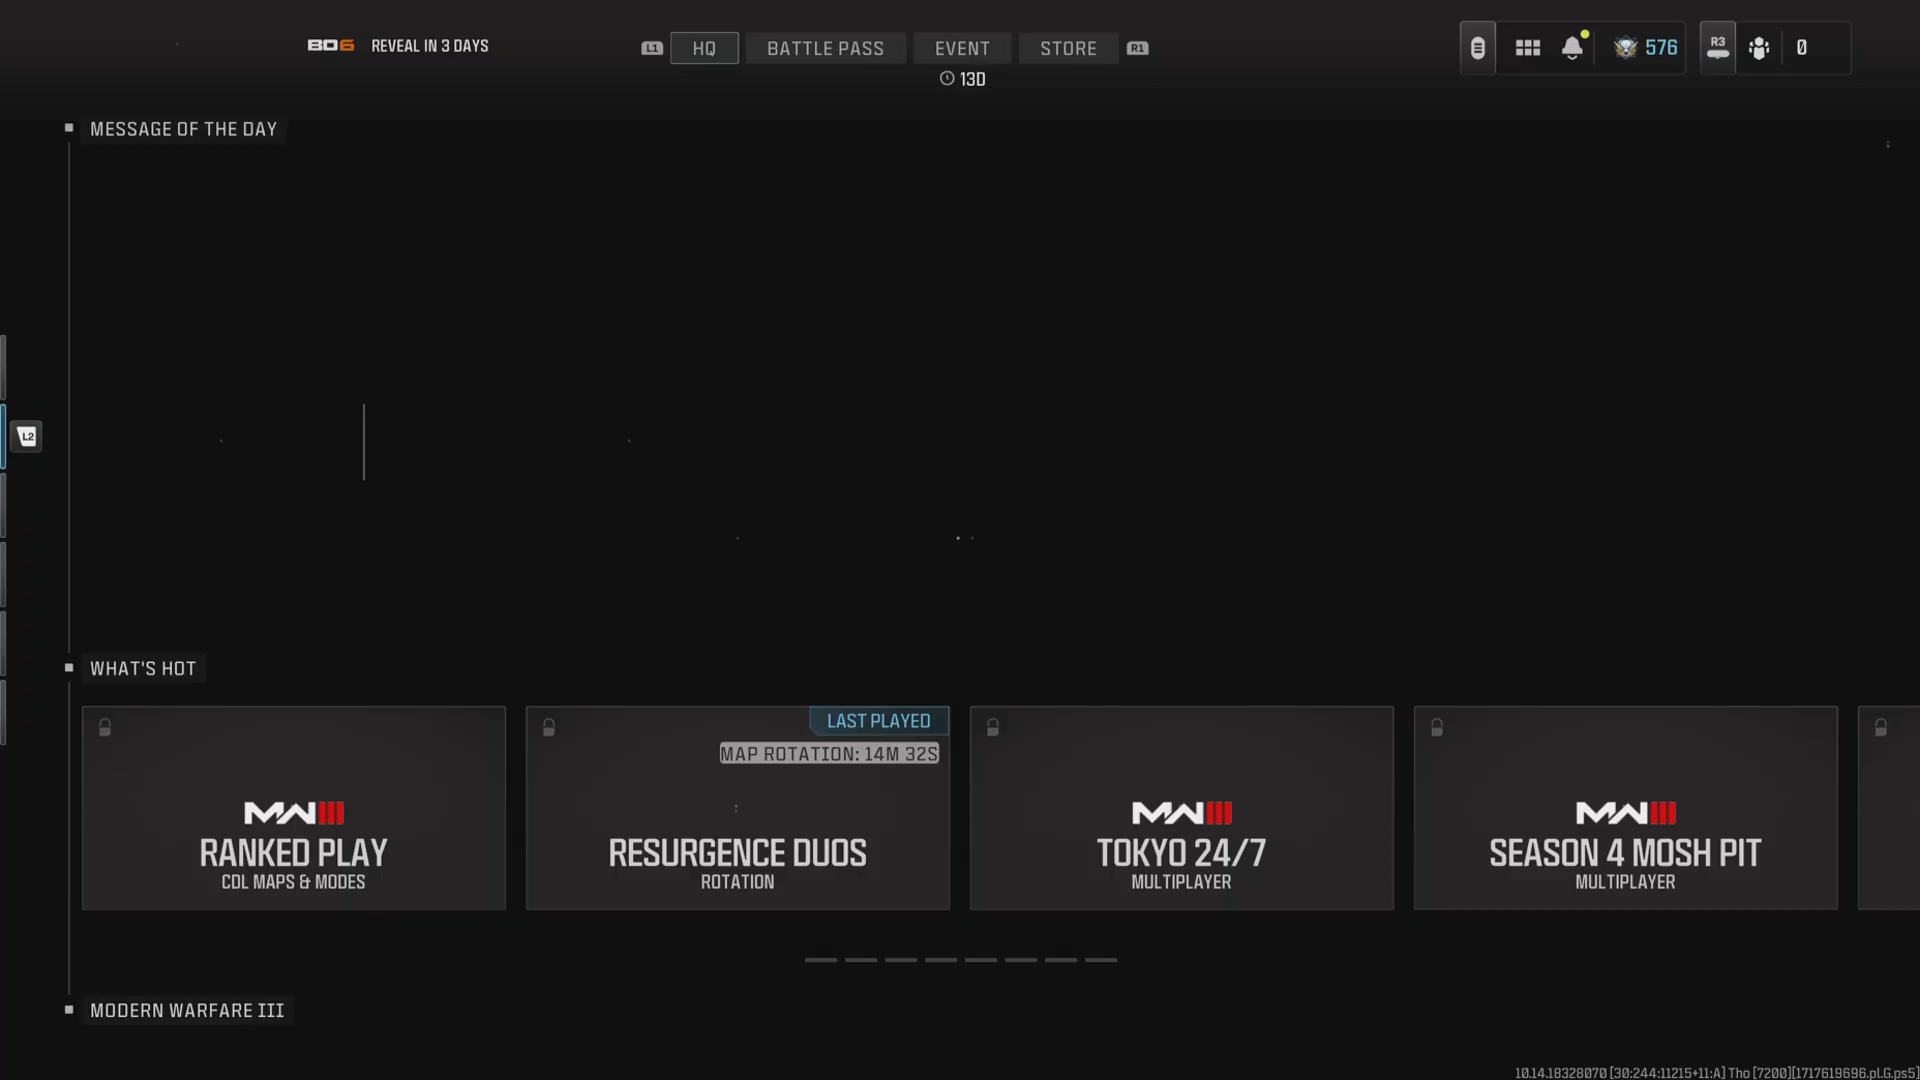 BO6 REVEAL IN 3 DAYS
L1 HQ BATTLE PASS EVENT STORE R1
13D
576 R3 0
MESSAGE OF THE DAY
L2
WHAT'S HOT
MWIII
RANKED PLAY
CDL MAPS & MODES
LAST PLAYED
MAP ROTATION: 14M 32S
RESURGENCE DUOS
ROTATION
MWIII
TOKYO 24/7
MULTIPLAYER
MWIII
SEASON 4 MOSH PIT
MULTIPLAYER
MODERN WARFARE III
10.14.18328070 [30:244:11215+11:A] Tho [7200][1717619696.pl.G.ps5]